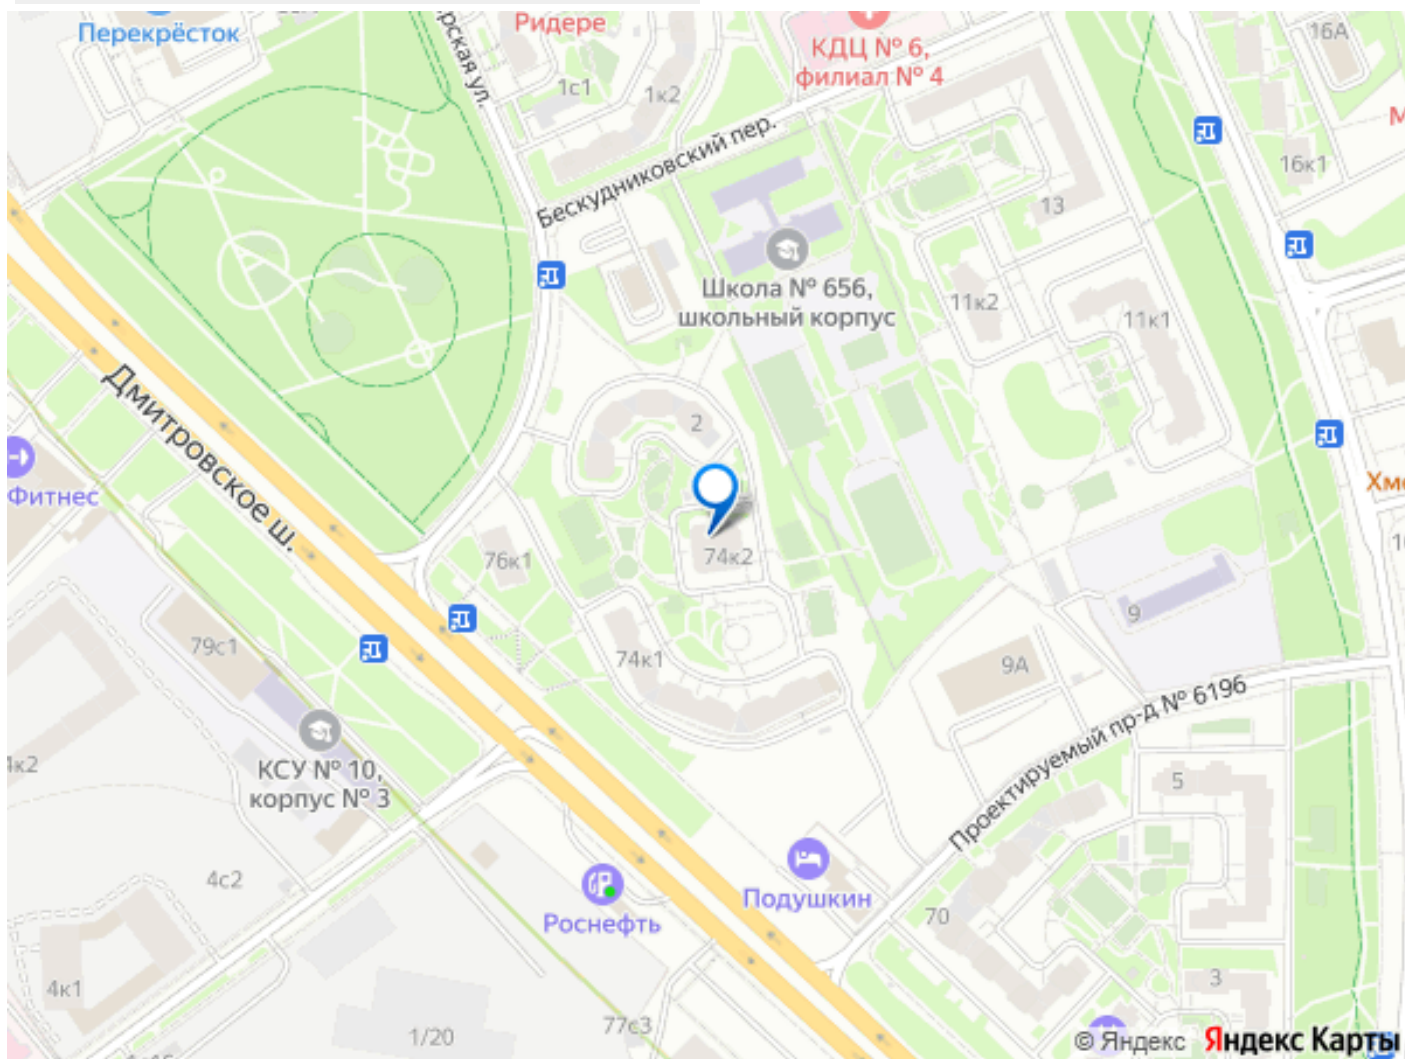 Перекрёсток
Ридере
КДЦ № 6,
филиал № 4
16А
1с1
1к2
рская ул.
Бескудниковский пер.
16к1
13
Школа № 656,
школьный корпус
11к2
11к1
Дмитровское ш.
2
Фитнес
74к2
76к1
79с1
74к1
9
9А
Проектируемый пр-д № 6196
КСУ № 10,
корпус № 3
5
4с2
Подушкин
Роснефть
70
3
4к1
77с3
1/20
© Яндекс Яндекс Карты